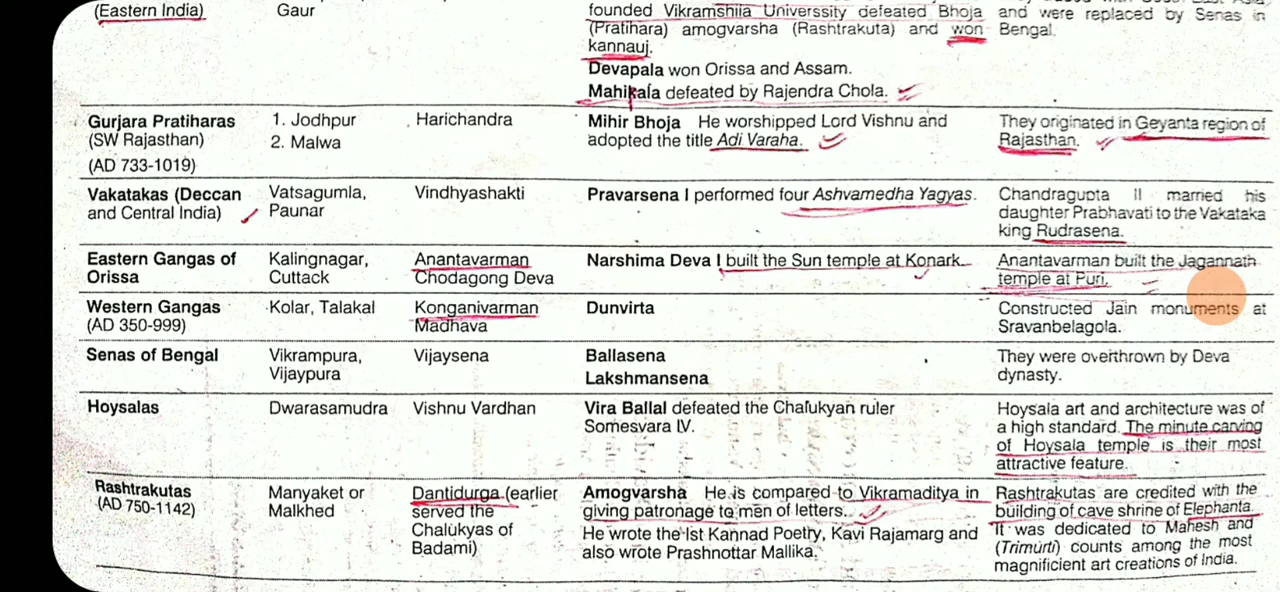 (Eastern India)
Gaur
founded Vikramshila Universsity defeated Bhoja
(Pratihara) amogvarsha (Rashtrakuta) and won
kannauj.
Devapala won Orissa and Assam.
Mahipala defeated by Rajendra Chola.
and were replaced by Senas in
Bengal.
Gurjara Pratiharas
(SW Rajasthan)
(AD 733-1019)
1. Jodhpur
2. Malwa
Harichandra
Mihir Bhoja He worshipped Lord Vishnu and
adopted the title Adi Varaha.
They originated in Geyanta region of
Rajasthan.
Vakatakas (Deccan
and Central India)
Vatsagumla,
Paunar
Vindhyashakti
Pravarsena I performed four Ashvamedha Yagyas.
Chandragupta II married his
daughter Prabhavati to the Vakataka
king Rudrasena.
Eastern Gangas of
Orissa
Kalingnagar,
Cuttack
Anantavarman
Chodagong Deva
Narshima Deva I built the Sun temple at Konark.
Anantavarman built the Jagannath
temple at Puri.
Western Gangas
(AD 350-999)
Kolar, Talakal
Konganivarman
Madhava
Dunvirta
Constructed Jain monuments at
Sravanbelagola.
Senas of Bengal
Vikrampura,
Vijaypura
Vijaysena
Ballasena
Lakshmansena
They were overthrown by Deva
dynasty.
Hoysalas
Dwarasamudra
Vishnu Vardhan
Vira Ballal defeated the Chalukyan ruler
Somesvara IV.
Hoysala art and architecture was of
a high standard. The minute carving
of Hoysala temple is their most
attractive feature.
Rashtrakutas
(AD 750-1142)
Manyaket or
Malkhed
Dantidurga (earlier
served the
Chalukyas of
Badami)
Amogvarsha He is compared to Vikramaditya in
giving patronage to men of letters.
He wrote the Ist Kannad Poetry, Kavi Rajamarg and
also wrote Prashnottar Mallika.
Rashtrakutas are credited with the
building of cave shrine of Elephanta.
It was dedicated to Mahesh and
(Trimurti) counts among the most
magnificient art creations of India.